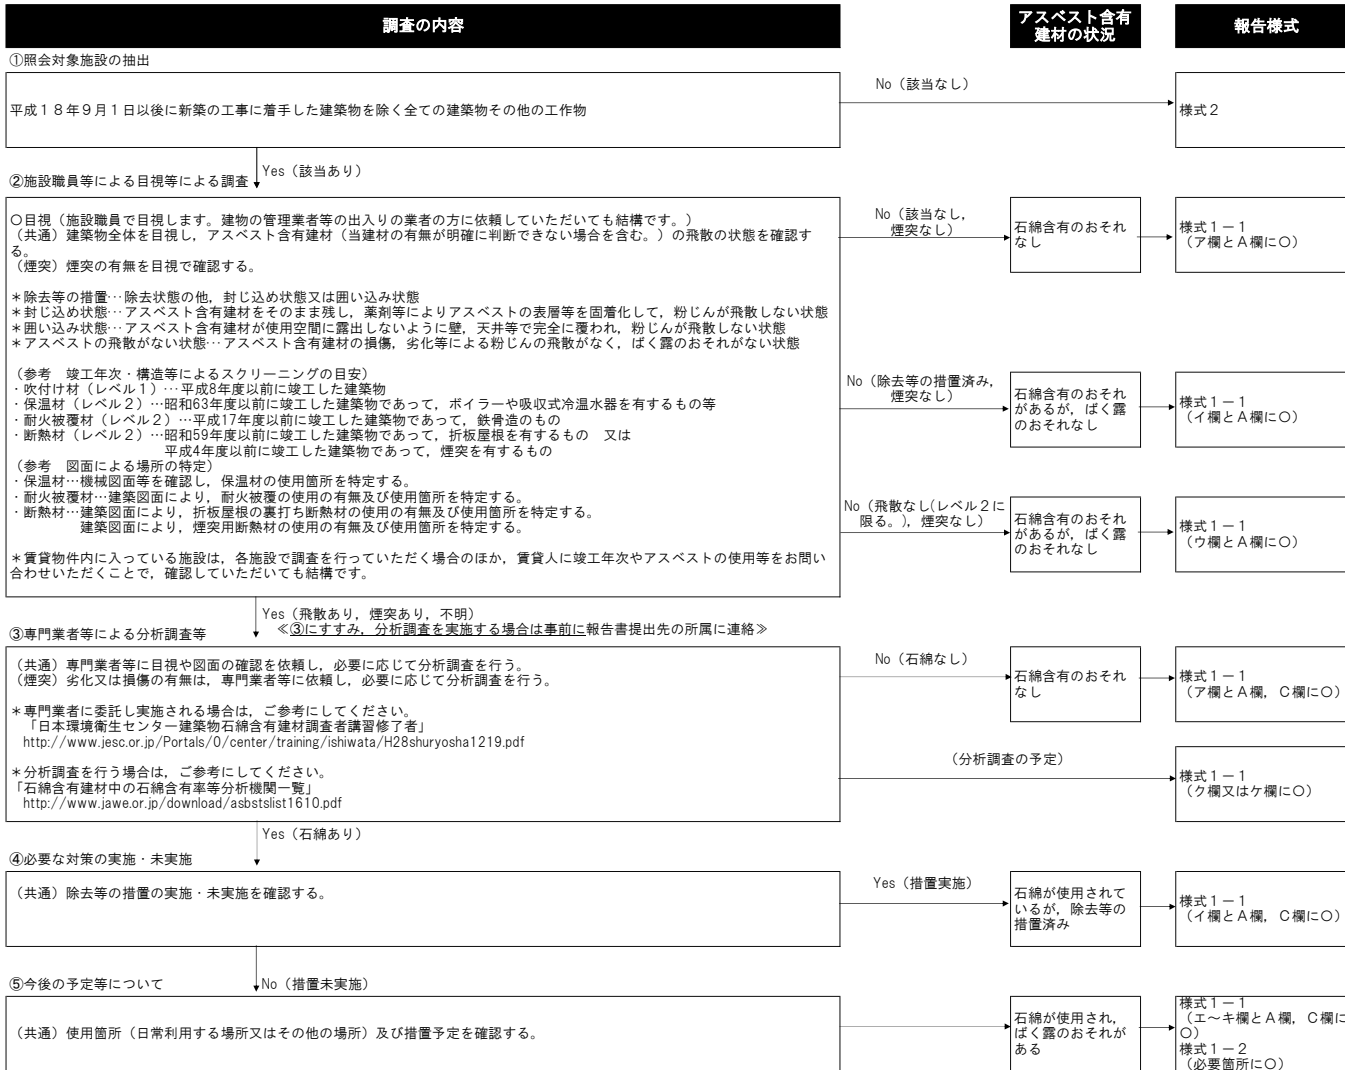 調査の内容
アスベスト含有
建材の状況
報告様式
①照会対象施設の抽出
平成１８年９月１日以後に新築の工事に着手した建築物を除く全ての建築物その他の工作物
No（該当なし）
様式２
Yes（該当あり）
②施設職員等による目視等による調査
〇目視（施設職員で目視します。建物の管理業者等の出入りの業者の方に依頼していただいても結構です。）
（共通）建築物全体を目視し，アスベスト含有建材（当建材の有無が明確に判断できない場合を含む。）の飛散の状態を確認す
る。
（煙突）煙突の有無を目視で確認する。
＊除去等の措置…除去状態の他，封じ込め状態又は囲い込み状態
＊封じ込め状態…アスベスト含有建材をそのまま残し，薬剤等によりアスベストの表層等を固着化して，粉じんが飛散しない状態
＊囲い込み状態…アスベスト含有建材が使用空間に露出しないように壁，天井等で完全に覆われ，粉じんが飛散しない状態
＊アスベストの飛散がない状態…アスベスト含有建材の損傷，劣化等による粉じんの飛散がなく，ばく露のおそれがない状態
（参考　竣工年次・構造等によるスクリーニングの目安）
・吹付け材（レベル１）…平成8年度以前に竣工した建築物
・保温材（レベル２）…昭和63年度以前に竣工した建築物であって，ボイラーや吸収式冷温水器を有するもの等
・耐火被覆材（レベル２）…平成17年度以前に竣工した建築物であって，鉄骨造のもの
・断熱材（レベル２）…昭和59年度以前に竣工した建築物であって，折板屋根を有するもの　又は
平成4年度以前に竣工した建築物であって，煙突を有するもの
（参考　図面による場所の特定）
・保温材…機械図面等を確認し，保温材の使用箇所を特定する。
・耐火被覆材…建築図面により，耐火被覆の使用の有無及び使用箇所を特定する。
・断熱材…建築図面により，折板屋根の裏打ち断熱材の使用の有無及び使用箇所を特定する。
建築図面により，煙突用断熱材の使用の有無及び使用箇所を特定する。
＊賃貸物件内に入っている施設は，各施設で調査を行っていただく場合のほか，賃貸人に竣工年次やアスベストの使用等をお問い
合わせいただくことで，確認していただいても結構です。
No（該当なし，
煙突なし）
石綿含有のおそれ
なし
様式１－１
（ア欄とＡ欄に〇）
No（除去等の措置済み，
煙突なし）
石綿含有のおそれ
があるが，ばく露
のおそれなし
様式１－１
（イ欄とＡ欄に〇）
No（飛散なし(レベル２に
限る。)，煙突なし）
石綿含有のおそれ
があるが，ばく露
のおそれなし
様式１－１
（ウ欄とＡ欄に〇）
Yes（飛散あり，煙突あり，不明）
≪③にすすみ，分析調査を実施する場合は事前に報告書提出先の所属に連絡≫
③専門業者等による分析調査等
（共通）専門業者等に目視や図面の確認を依頼し，必要に応じて分析調査を行う。
（煙突）劣化又は損傷の有無は，専門業者等に依頼し，必要に応じて分析調査を行う。
＊専門業者に委託し実施される場合は，ご参考にしてください。
「日本環境衛生センター建築物石綿含有建材調査者講習修了者」
http://www.jesc.or.jp/Portals/0/center/training/ishiwata/H28shuryosha1219.pdf
＊分析調査を行う場合は，ご参考にしてください。
「石綿含有建材中の石綿含有率等分析機関一覧」
http://www.jawe.or.jp/download/asbstslist1610.pdf
No（石綿なし）
石綿含有のおそれ
なし
様式１－１
（ア欄とＡ欄，Ｃ欄に〇）
（分析調査の予定）
様式１－１
（ク欄又はケ欄に〇）
Yes（石綿あり）
④必要な対策の実施・未実施
（共通）除去等の措置の実施・未実施を確認する。
Yes（措置実施）
石綿が使用されて
いるが，除去等の
措置済み
様式１－１
（イ欄とＡ欄，Ｃ欄に〇）
No（措置未実施）
⑤今後の予定等について
（共通）使用箇所（日常利用する場所又はその他の場所）及び措置予定を確認する。
石綿が使用され，
ばく露のおそれが
ある
様式１－１
（エ～キ欄とＡ欄，Ｃ欄に
〇）
様式１－２
（必要箇所に〇）